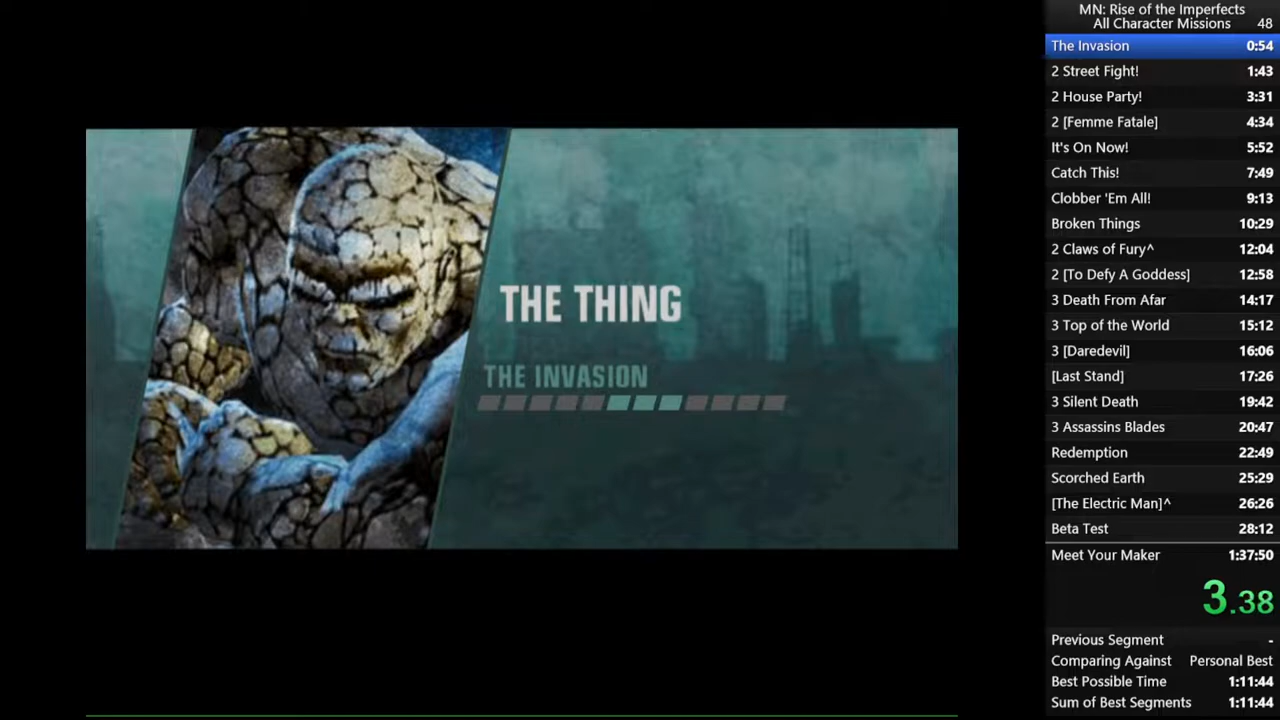 THE THING
THE INVASION
MN: Rise of the Imperfects
All Character Missions 48
The Invasion 0:54
2 Street Fight! 1:43
2 House Party! 3:31
2 [Femme Fatale] 4:34
It's On Now! 5:52
Catch This! 7:49
Clobber 'Em All! 9:13
Broken Things 10:29
2 Claws of Fury^ 12:04
2 [To Defy A Goddess] 12:58
3 Death From Afar 14:17
3 Top of the World 15:12
3 [Daredevil] 16:06
[Last Stand] 17:26
3 Silent Death 19:42
3 Assassins Blades 20:47
Redemption 22:49
Scorched Earth 25:29
[The Electric Man]^ 26:26
Beta Test 28:12
Meet Your Maker 1:37:50
3.38
Previous Segment -
Comparing Against Personal Best
Best Possible Time 1:11:44
Sum of Best Segments 1:11:44